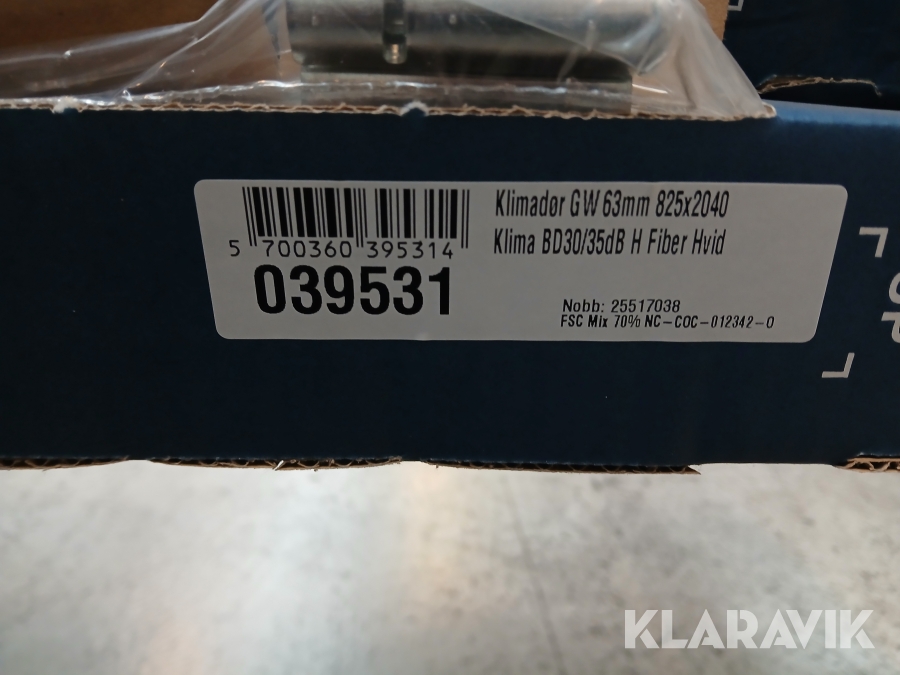 Klimadør GW 63mm 825x2040
Klima BD30/35dB H Fiber Hvid
5 700360 395314
039531
Nobb: 25517038
FSC Mix 70% NC-COC-012342-0
KLARAVIK